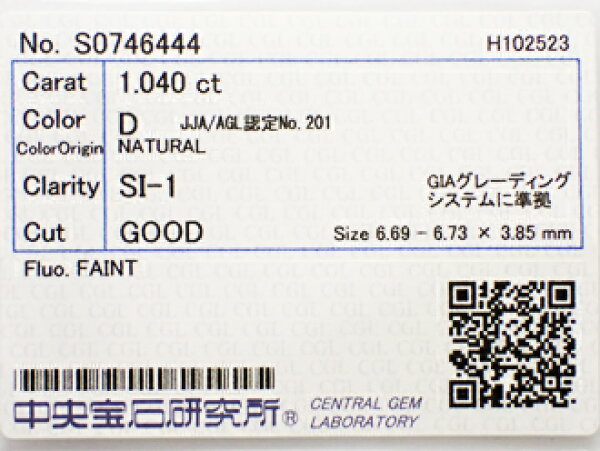 No. S0746444 H102523
Carat 1.040 ct
Color D JJA/AGL認定No. 201
ColorOrigin NATURAL
Clarity SI-1 GIAグレーディング
システムに準拠
Cut GOOD Size 6.69 - 6.73 × 3.85 mm
Fluo. FAINT
中央宝石研究所® CENTRAL GEM
LABORATORY